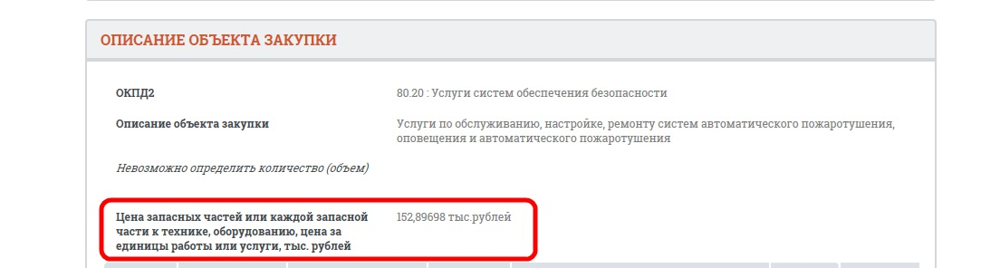 ОПИСАНИЕ ОБЪЕКТА ЗАКУПКИ
ОКПД2 80.20 : Услуги систем обеспечения безопасности
Описание объекта закупки Услуги по обслуживанию, настройке, ремонту систем автоматического пожаротушения,
оповещения и автоматического пожаротушения
Невозможно определить количество (объем)
Цена запасных частей или каждой запасной 152,89698 тыс.рублей
части к технике, оборудованию, цена за
единицы работы или услуги, тыс. рублей